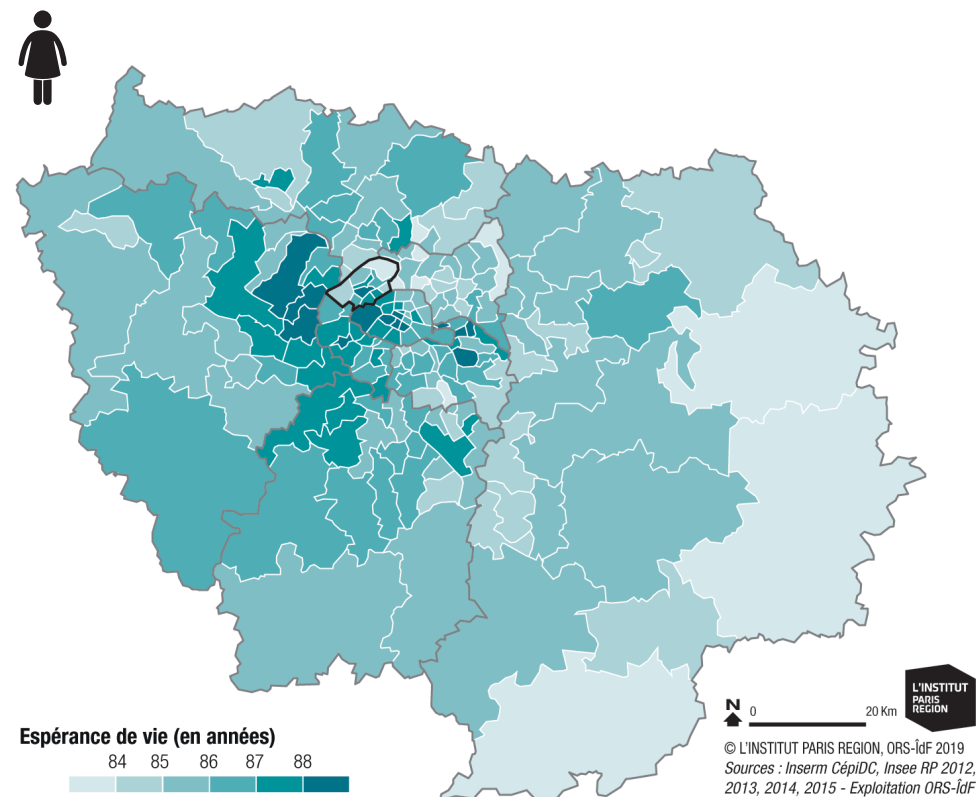 L'INSTITUT
PARIS
REGION
N
0 20 Km
Espérance de vie (en années)
84 85 86 87 88
© L'INSTITUT PARIS REGION, ORS-ÎdF 2019
Sources : Inserm CépiDC, Insee RP 2012,
2013, 2014, 2015 - Exploitation ORS-ÎdF